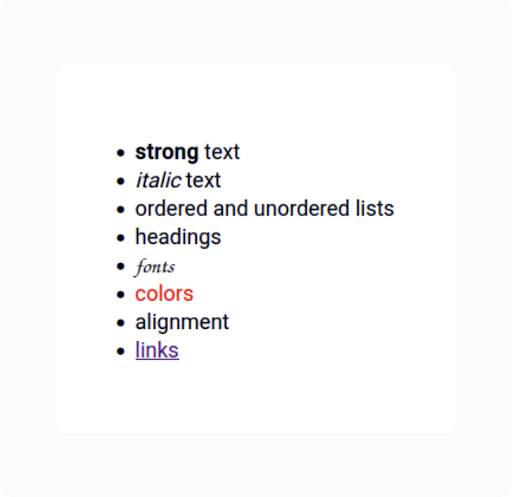 • strong text
• italic text
• ordered and unordered lists
• headings
• fonts
• colors
• alignment
• links